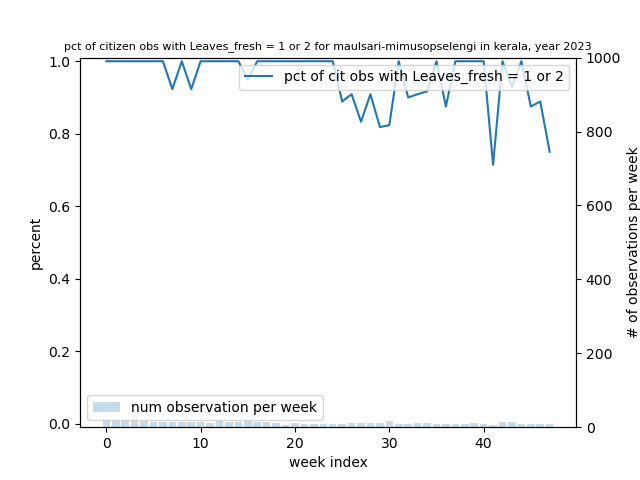 pct of citizen obs with Leaves_fresh = 1 or 2 for maulsari-mimusopselengi in kerala, year 2023
pct of cit obs with Leaves_fresh = 1 or 2
num observation per week
percent
1.0
0.8
0.6
0.4
0.2
0.0
1000
800
600
400
200
0
# of observations per week
0 10 20 30 40
week index